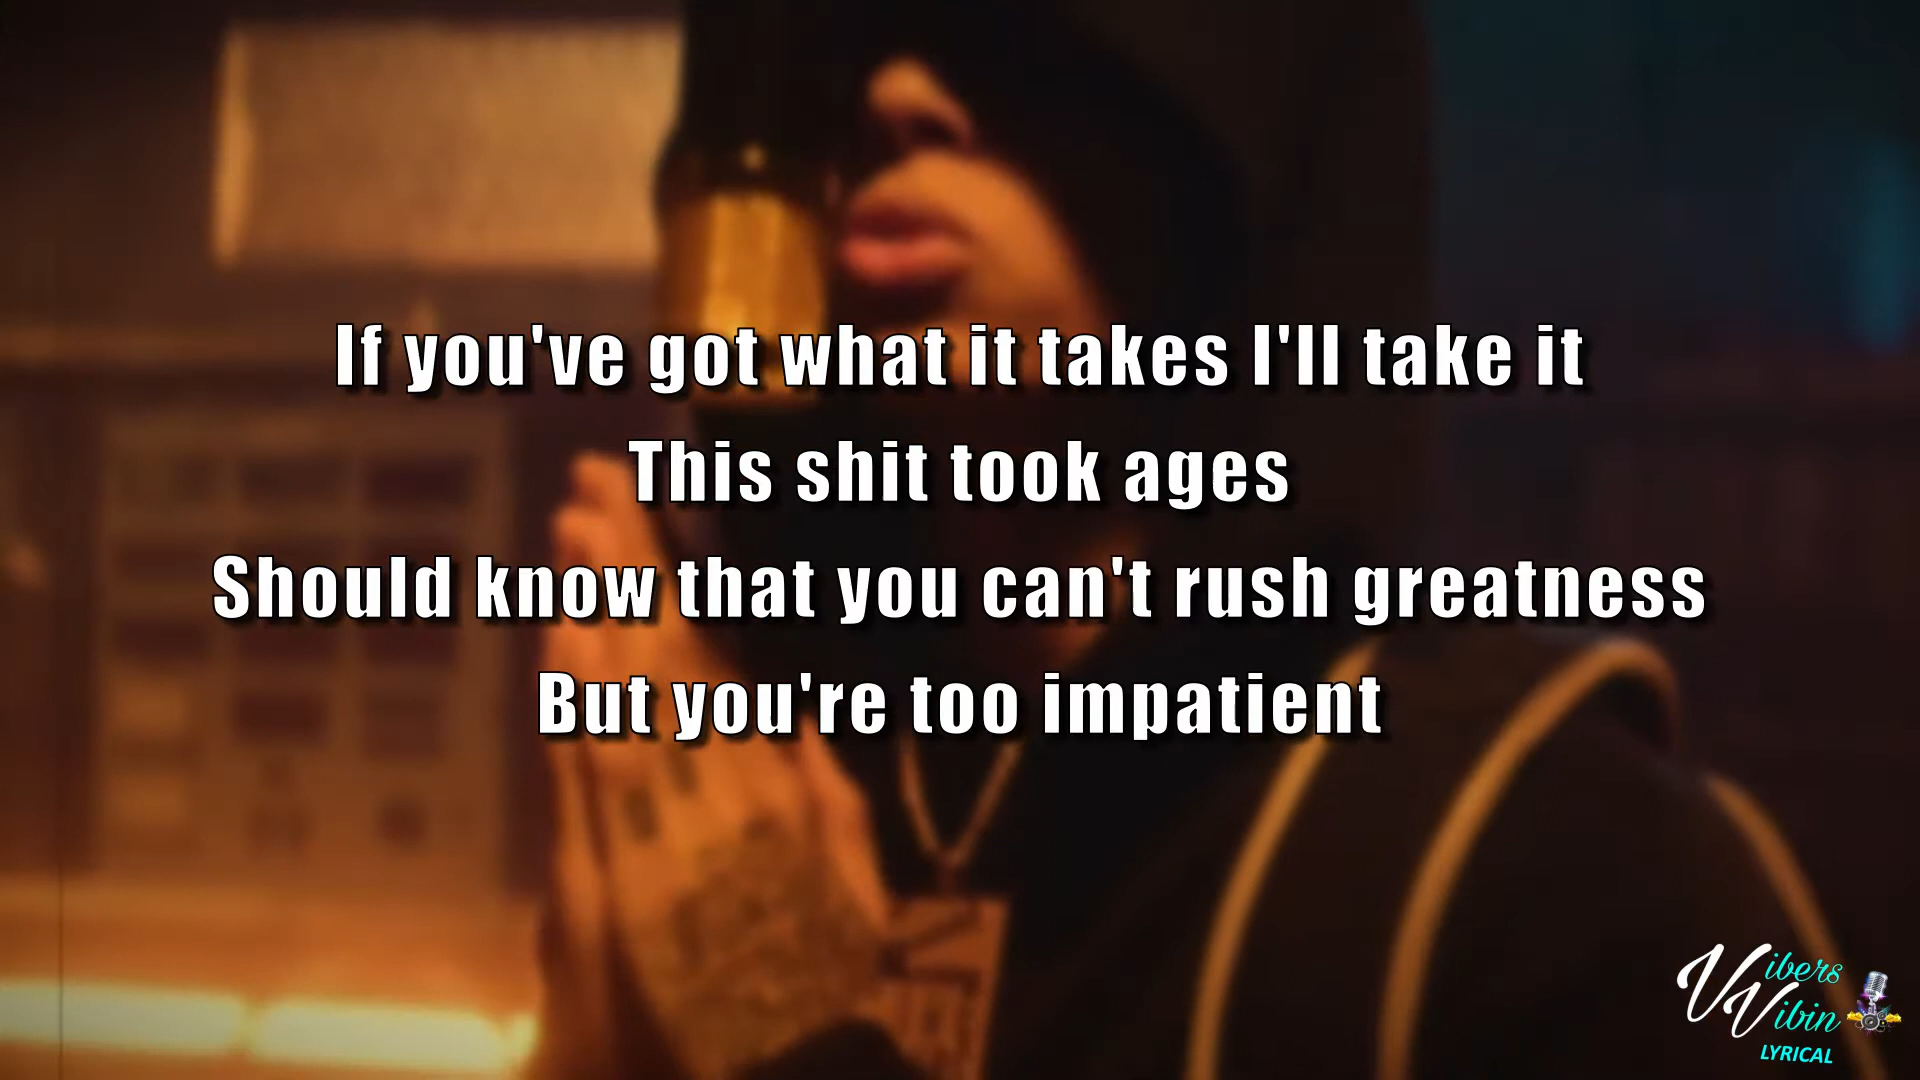 If you've got what it takes I'll take it
This shit took ages
Should know that you can't rush greatness
But you're too impatient
Vibers
Vibin
LYRICAL